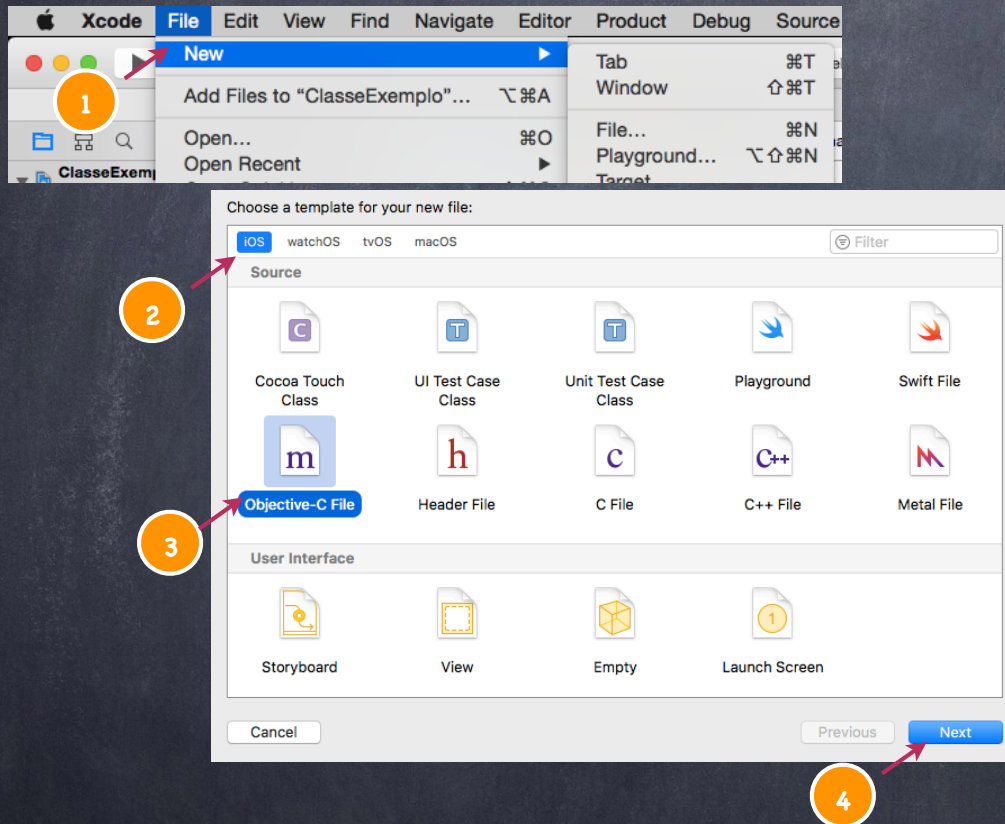 Xcode File Edit View Find Navigate Editor Product Debug Source
New
Tab ⌘T
Window ⇧⌘T
Add Files to “ClasseExemplo”... ⌥⌘A
File... ⌘N
Open... ⌘O
Playground... ⌥⇧⌘N
Open Recent
Target
1
ClasseExemp
Choose a template for your new file:
iOS watchOS tvOS macOS
Filter
Source
2
C T T
Cocoa Touch Class
UI Test Case Class
Unit Test Case Class
Playground
Swift File
m h c C++
Objective-C File
Header File
C File
C++ File
Metal File
3
User Interface
1
Storyboard
View
Empty
Launch Screen
Cancel
Previous
Next
4